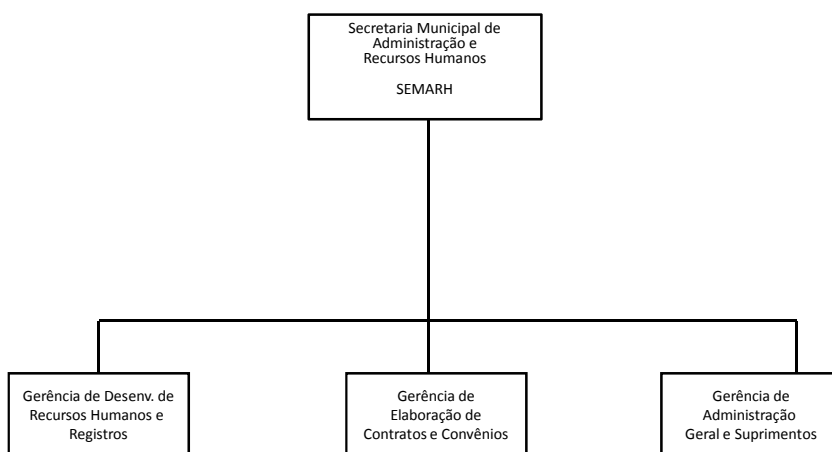 Secretaria Municipal de
Administração e
Recursos Humanos
SEMARH
Gerência de Desenv. de
Recursos Humanos e
Registros
Gerência de
Elaboração de
Contratos e Convênios
Gerência de
Administração
Geral e Suprimentos